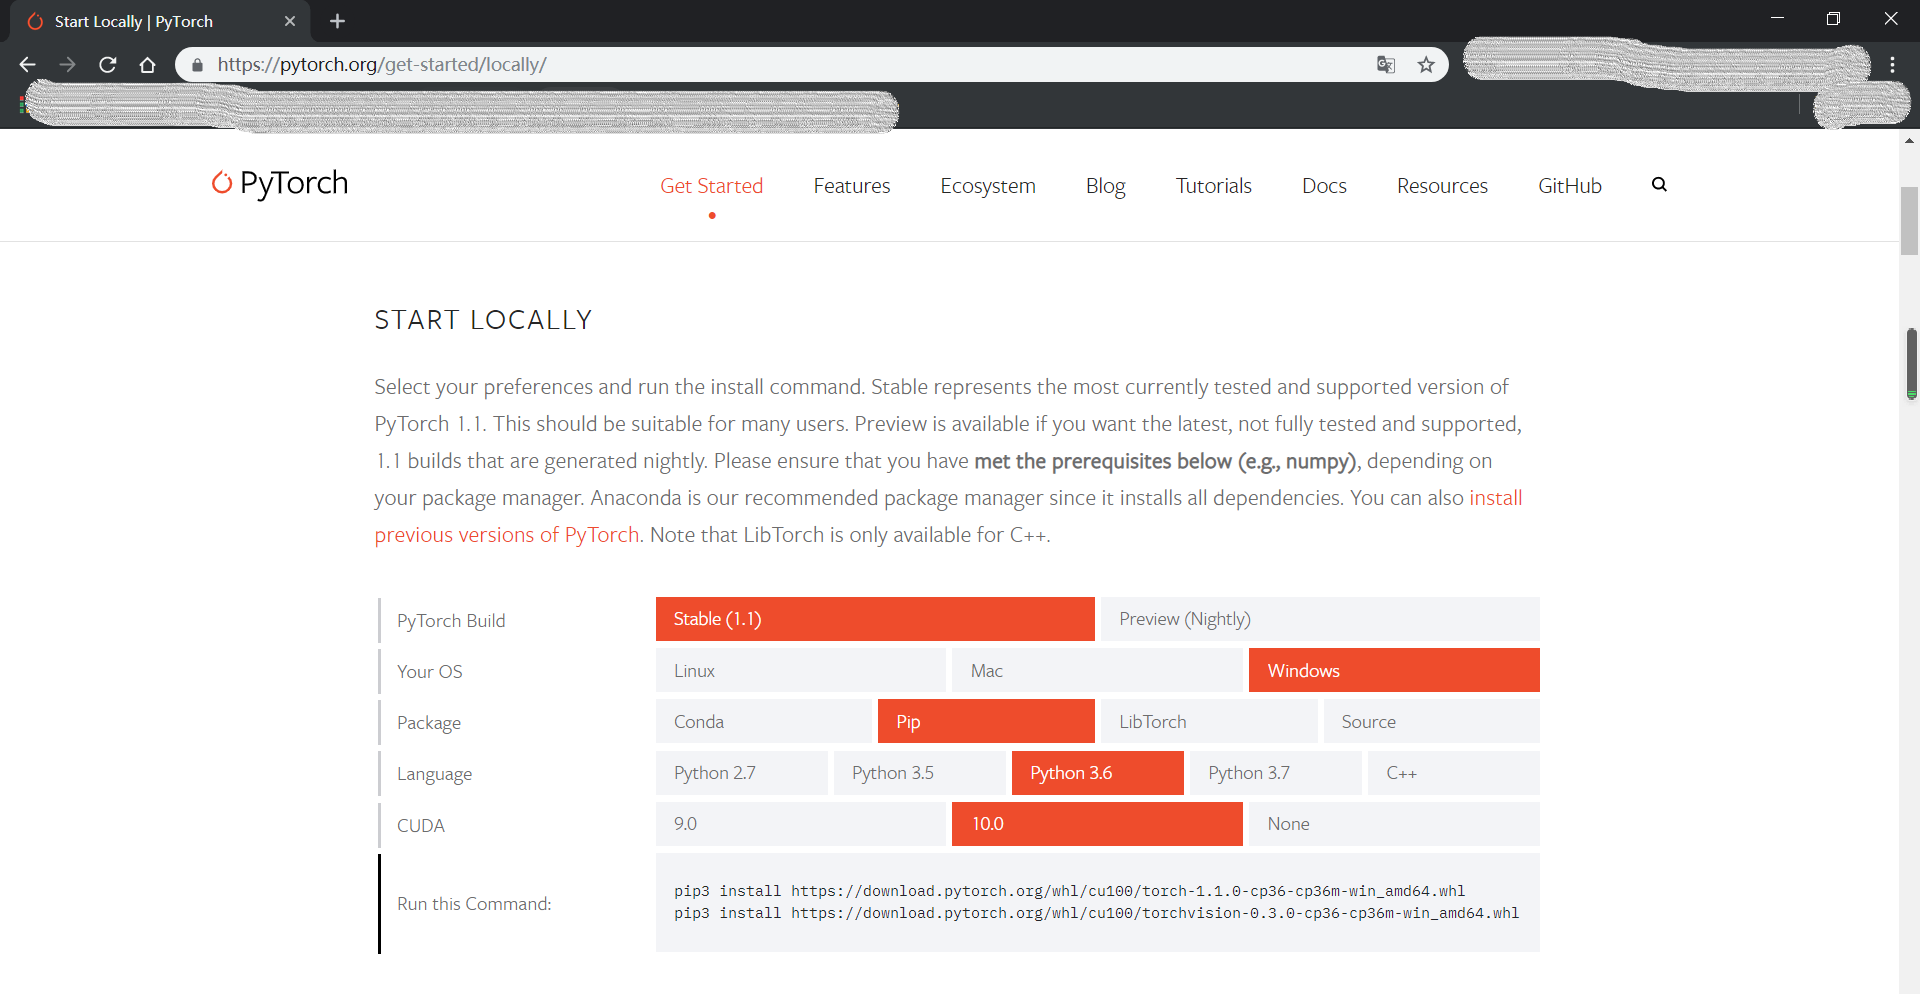 Start Locally | PyTorch
https://pytorch.org/get-started/locally/
PyTorch
Get Started
Features
Ecosystem
Blog
Tutorials
Docs
Resources
GitHub
START LOCALLY
Select your preferences and run the install command. Stable represents the most currently tested and supported version of
PyTorch 1.1. This should be suitable for many users. Preview is available if you want the latest, not fully tested and supported,
1.1 builds that are generated nightly. Please ensure that you have met the prerequisites below (e.g., numpy), depending on
your package manager. Anaconda is our recommended package manager since it installs all dependencies. You can also install
previous versions of PyTorch. Note that LibTorch is only available for C++.
PyTorch Build
Stable (1.1)
Preview (Nightly)
Your OS
Linux
Mac
Windows
Package
Conda
Pip
LibTorch
Source
Language
Python 2.7
Python 3.5
Python 3.6
Python 3.7
C++
CUDA
9.0
10.0
None
Run this Command:
pip3 install https://download.pytorch.org/whl/cu100/torch-1.1.0-cp36-cp36m-win_amd64.whl
pip3 install https://download.pytorch.org/whl/cu100/torchvision-0.3.0-cp36-cp36m-win_amd64.whl